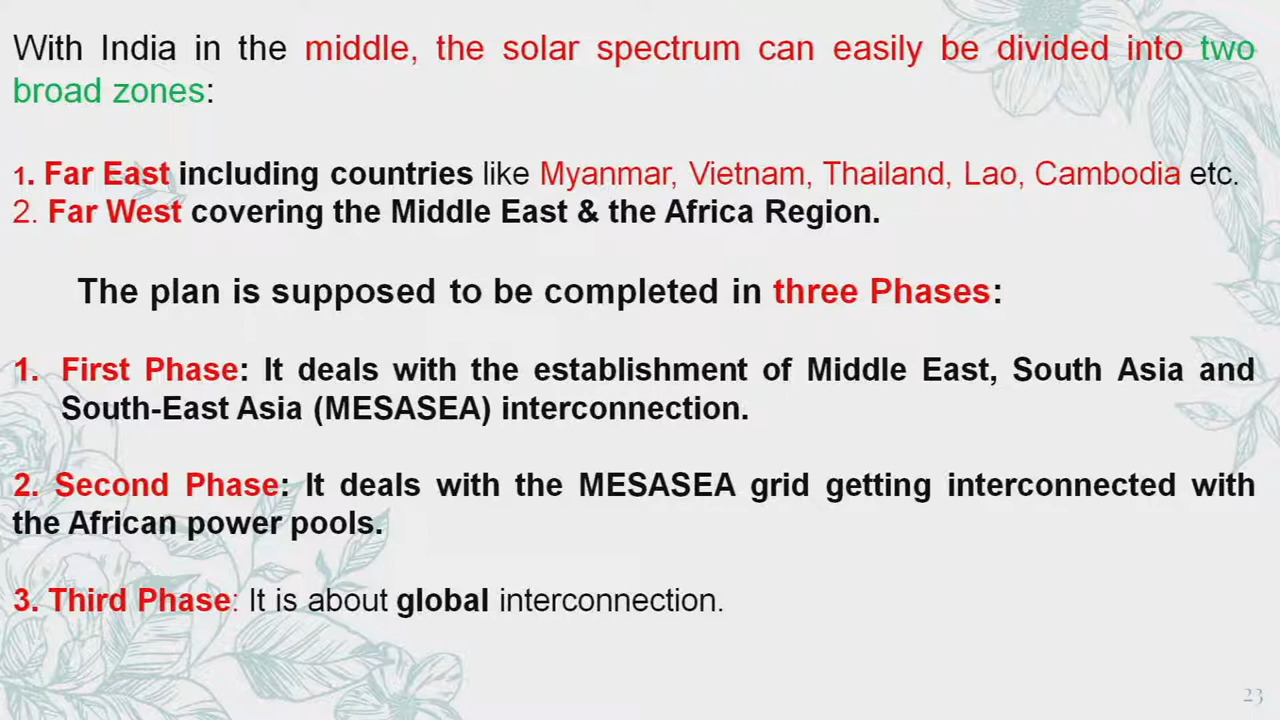 With India in the middle, the solar spectrum can easily be divided into two
broad zones:
1. Far East including countries like Myanmar, Vietnam, Thailand, Lao, Cambodia etc.
2. Far West covering the Middle East & the Africa Region.
The plan is supposed to be completed in three Phases:
1. First Phase: It deals with the establishment of Middle East, South Asia and
South-East Asia (MESASEA) interconnection.
2. Second Phase: It deals with the MESASEA grid getting interconnected with
the African power pools.
3. Third Phase: It is about global interconnection.
23